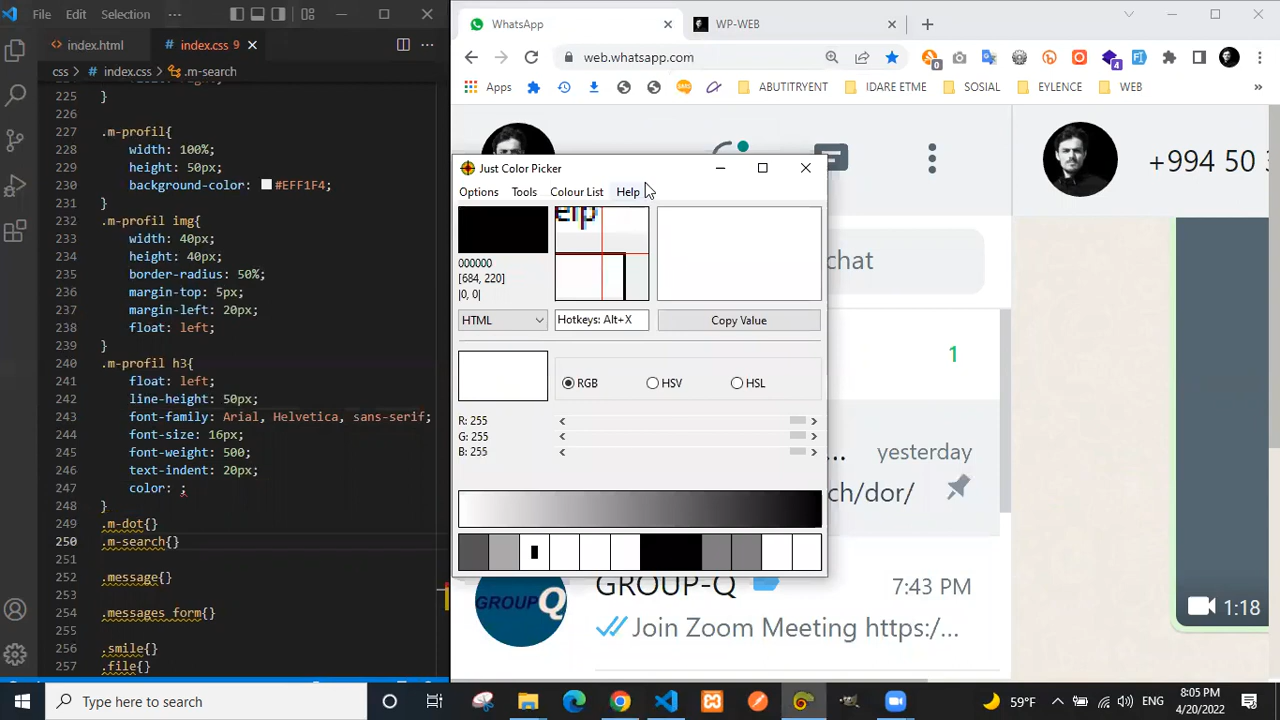 File Edit Selection ···
index.html
index.css 9
css > index.css > .m-search
225 }
226
227 .m-profil{
228 width: 100%;
229 height: 50px;
230 background-color: #EFF1F4;
231 }
232 .m-profil img{
233 width: 40px;
234 height: 40px;
235 border-radius: 50%;
236 margin-top: 5px;
237 margin-left: 20px;
238 float: left;
239 }
240 .m-profil h3{
241 float: left;
242 line-height: 50px;
243 font-family: Arial, Helvetica, sans-serif;
244 font-size: 16px;
245 font-weight: 500;
246 text-indent: 20px;
247 color: ;
248 }
249 .m-dot{}
250 .m-search{}
251
252 .message{}
253
254 .messages form{}
255
256 .smile{}
257 .file{}
WhatsApp
WP-WEB
web.whatsapp.com
0
4
Apps
SMS
ABUTITRYENT
IDARE ETME
SOSIAL
EYLENCE
WEB
»
+994 50 3
Just Color Picker
Options Tools Colour List Help
elp
000000
[684, 220]
|0, 0|
HTML
Hotkeys: Alt+X
Copy Value
RGB
HSV
HSL
R: 255
G: 255
B: 255
chat
1
yesterday
...
ch/dor/
GROUP-Q
7:43 PM
GROUP Q
Join Zoom Meeting https:/...
1:18
Type here to search
59°F
ENG
8:05 PM
4/20/2022